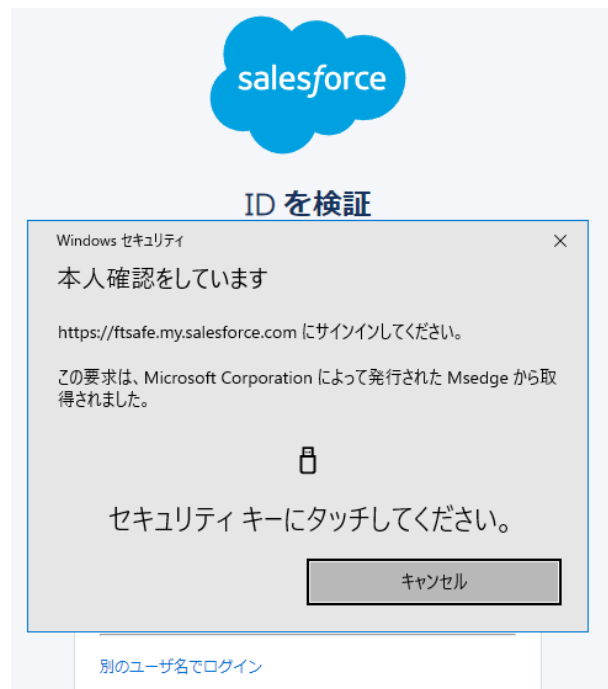 salesforce
ID を検証
Windows セキュリティ
本人確認をしています
https://ftsafe.my.salesforce.com にサインインしてください。
この要求は、Microsoft Corporation によって発行された Msedge から取
得されました。
セキュリティ キーにタッチしてください。
キャンセル
別のユーザ名でログイン